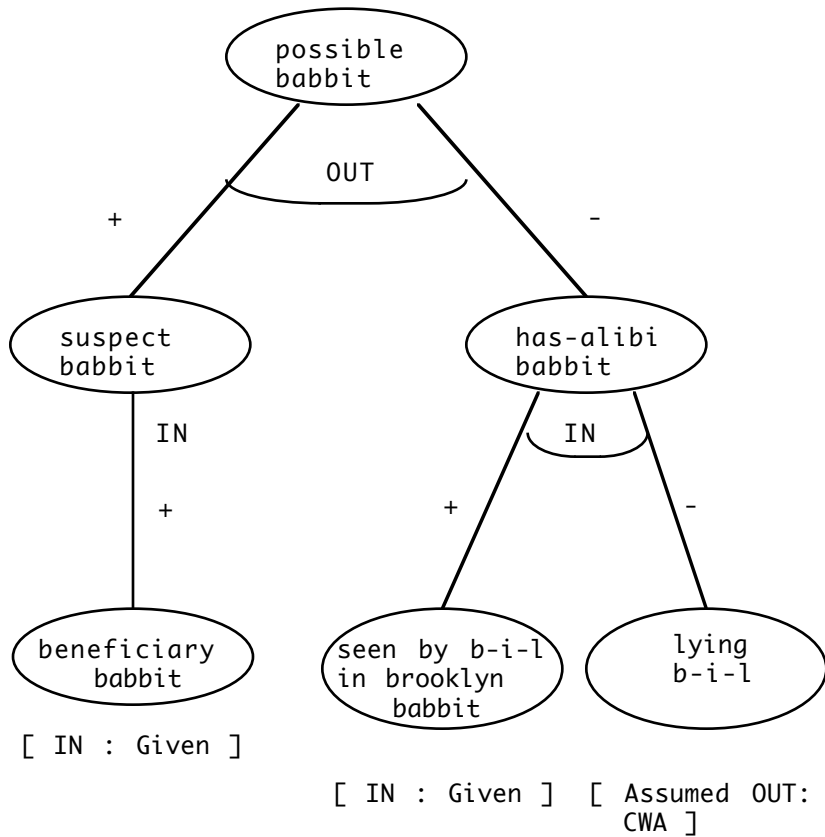 possible
babbit
OUT
+
-
suspect
babbit
has-alibi
babbit
IN
IN
+
+
-
beneficiary
babbit
seen by b-i-l
in brooklyn
babbit
lying
b-i-l
[ IN : Given ]
[ IN : Given ]
[ Assumed OUT:
CWA ]